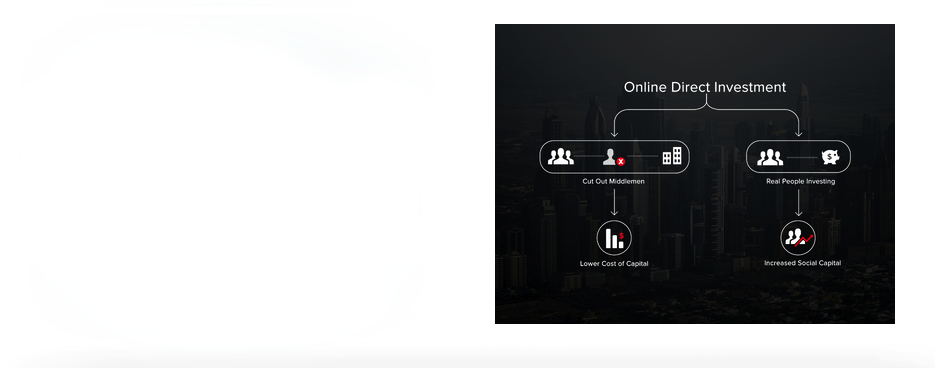 Online Direct Investment
Cut Out Middlemen
Real People Investing
Lower Cost of Capital
Increased Social Capital